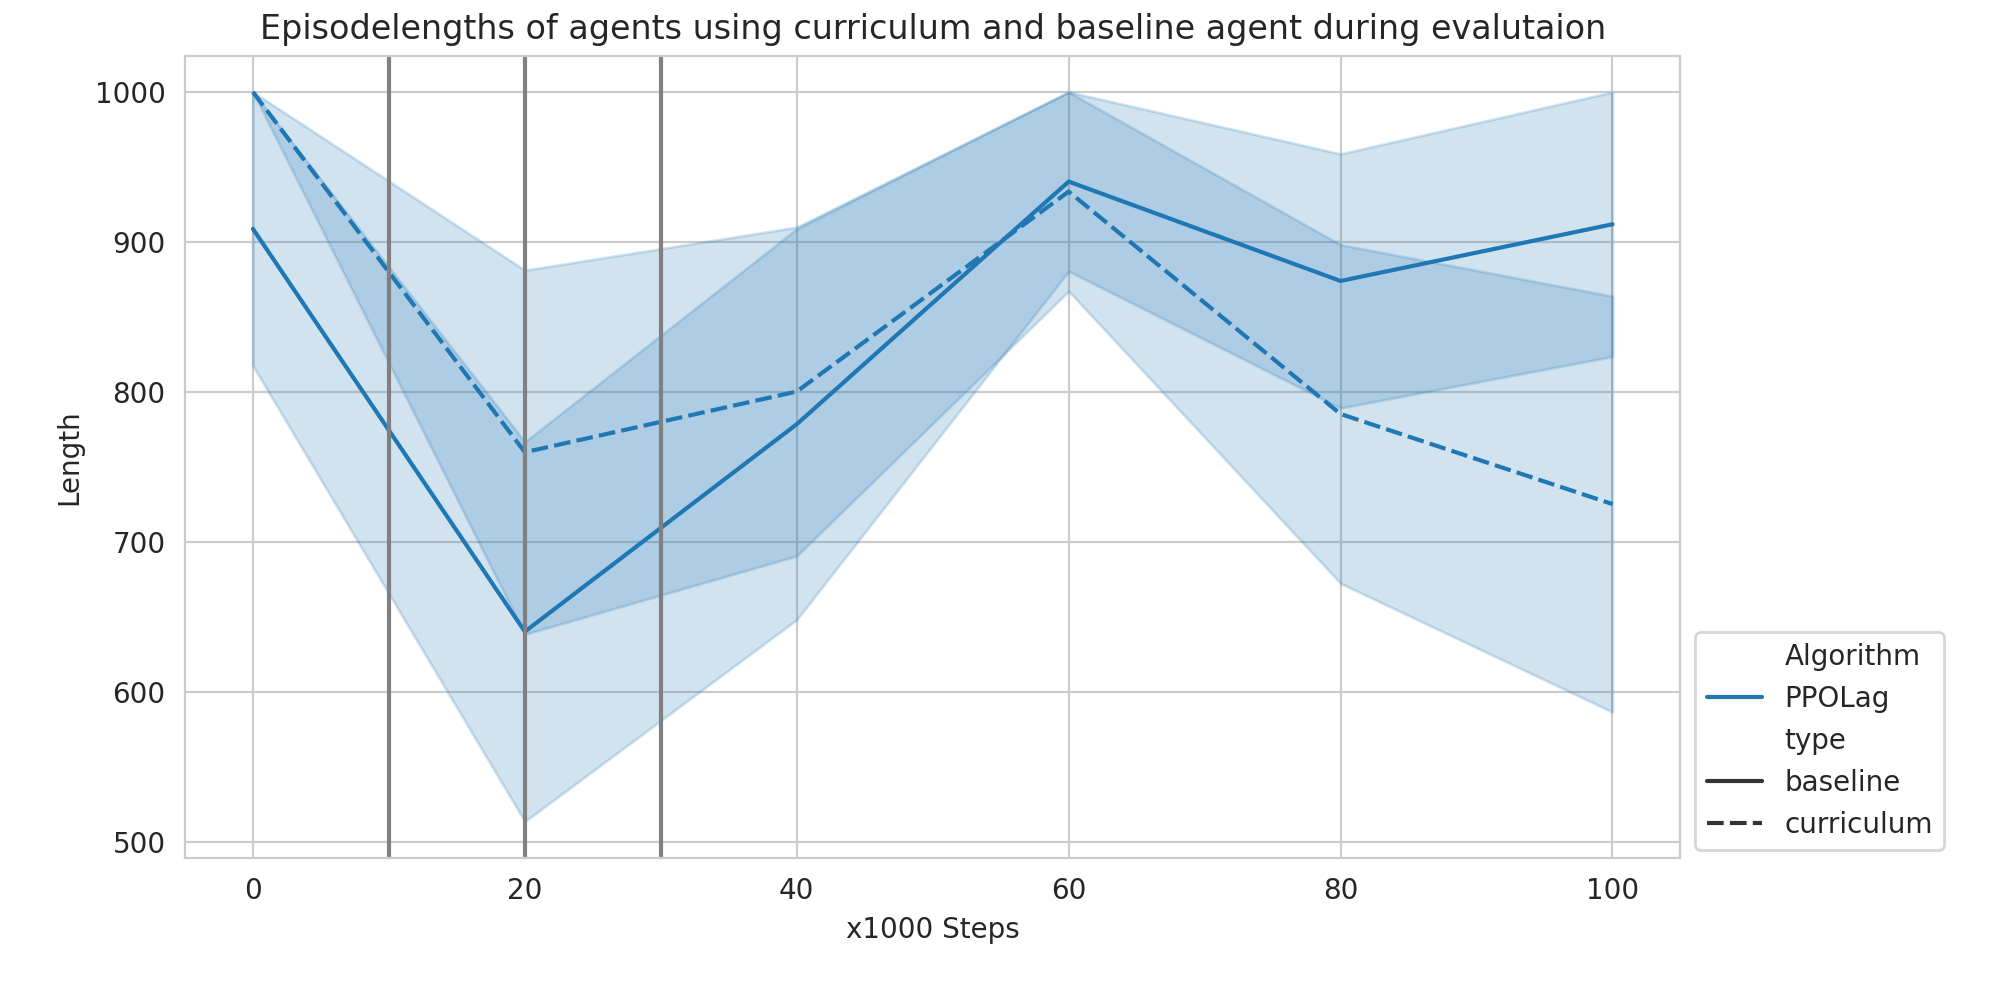 Episodelengths of agents using curriculum and baseline agent during evalutaion
1000
900
800
700
600
500
Length
0 20 40 60 80 100
x1000 Steps
Algorithm
PPOLag
type
baseline
curriculum